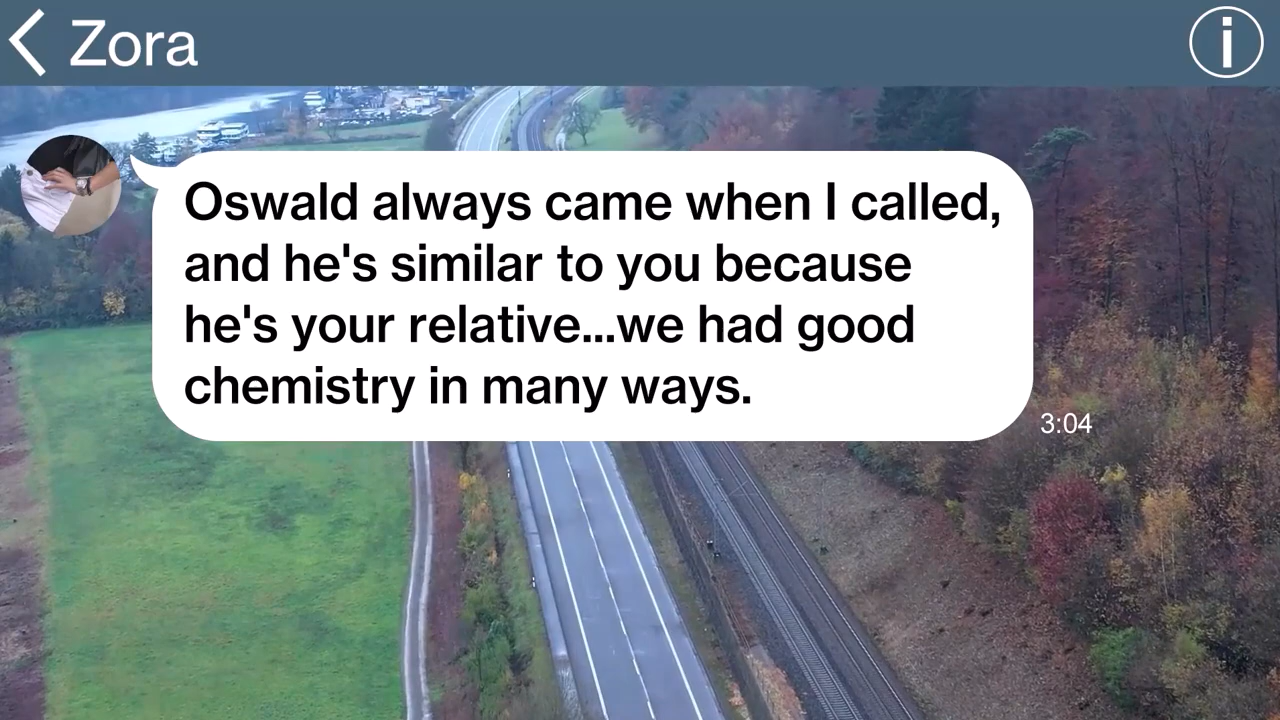 Zora
Oswald always came when I called,
and he's similar to you because
he's your relative...we had good
chemistry in many ways.
3:04